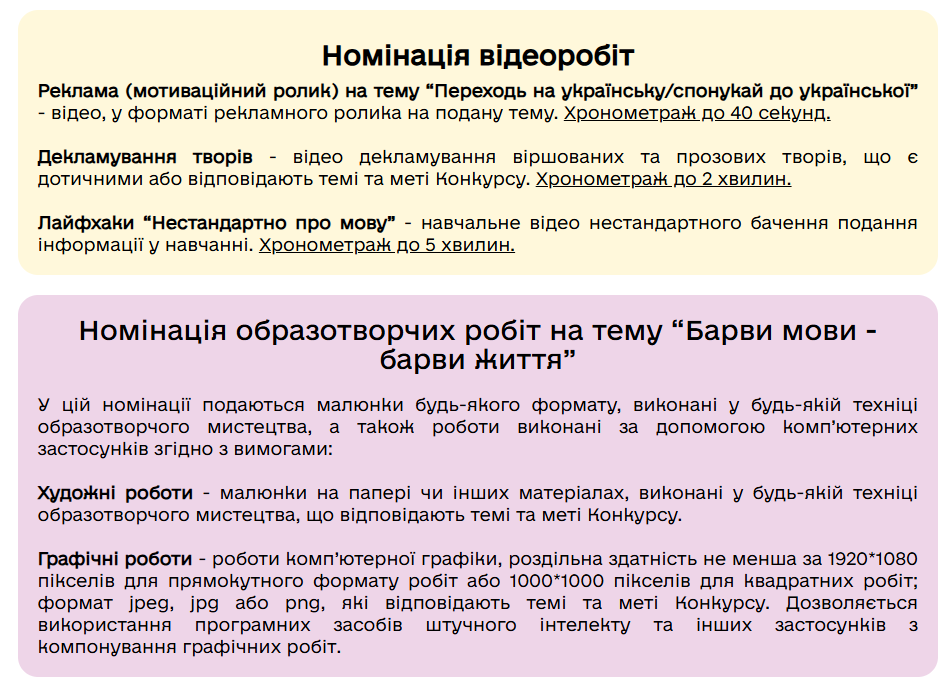 Номінація відеоробіт
Реклама (мотиваційний ролик) на тему “Переходь на українську/спонукай до української”
- відео, у форматі рекламного ролика на подану тему. Хронометраж до 40 секунд.
Декламування творів - відео декламування віршованих та прозових творів, що є
дотичними або відповідають темі та меті Конкурсу. Хронометраж до 2 хвилин.
Лайфхаки “Нестандартно про мову” - навчальне відео нестандартного бачення подання
інформації у навчанні. Хронометраж до 5 хвилин.
Номінація образотворчих робіт на тему “Барви мови -
барви життя”
У цій номінації подаються малюнки будь-якого формату, виконані у будь-якій техніці
образотворчого мистецтва, а також роботи виконані за допомогою комп’ютерних
застосунків згідно з вимогами:
Художні роботи - малюнки на папері чи інших матеріалах, виконані у будь-якій техніці
образотворчого мистецтва, що відповідають темі та меті Конкурсу.
Графічні роботи - роботи комп’ютерної графіки, роздільна здатність не менша за 1920*1080
пікселів для прямокутного формату робіт або 1000*1000 пікселів для квадратних робіт;
формат jpeg, jpg або png, які відповідають темі та меті Конкурсу. Дозволяється
використання програмних засобів штучного інтелекту та інших застосунків з
компонування графічних робіт.